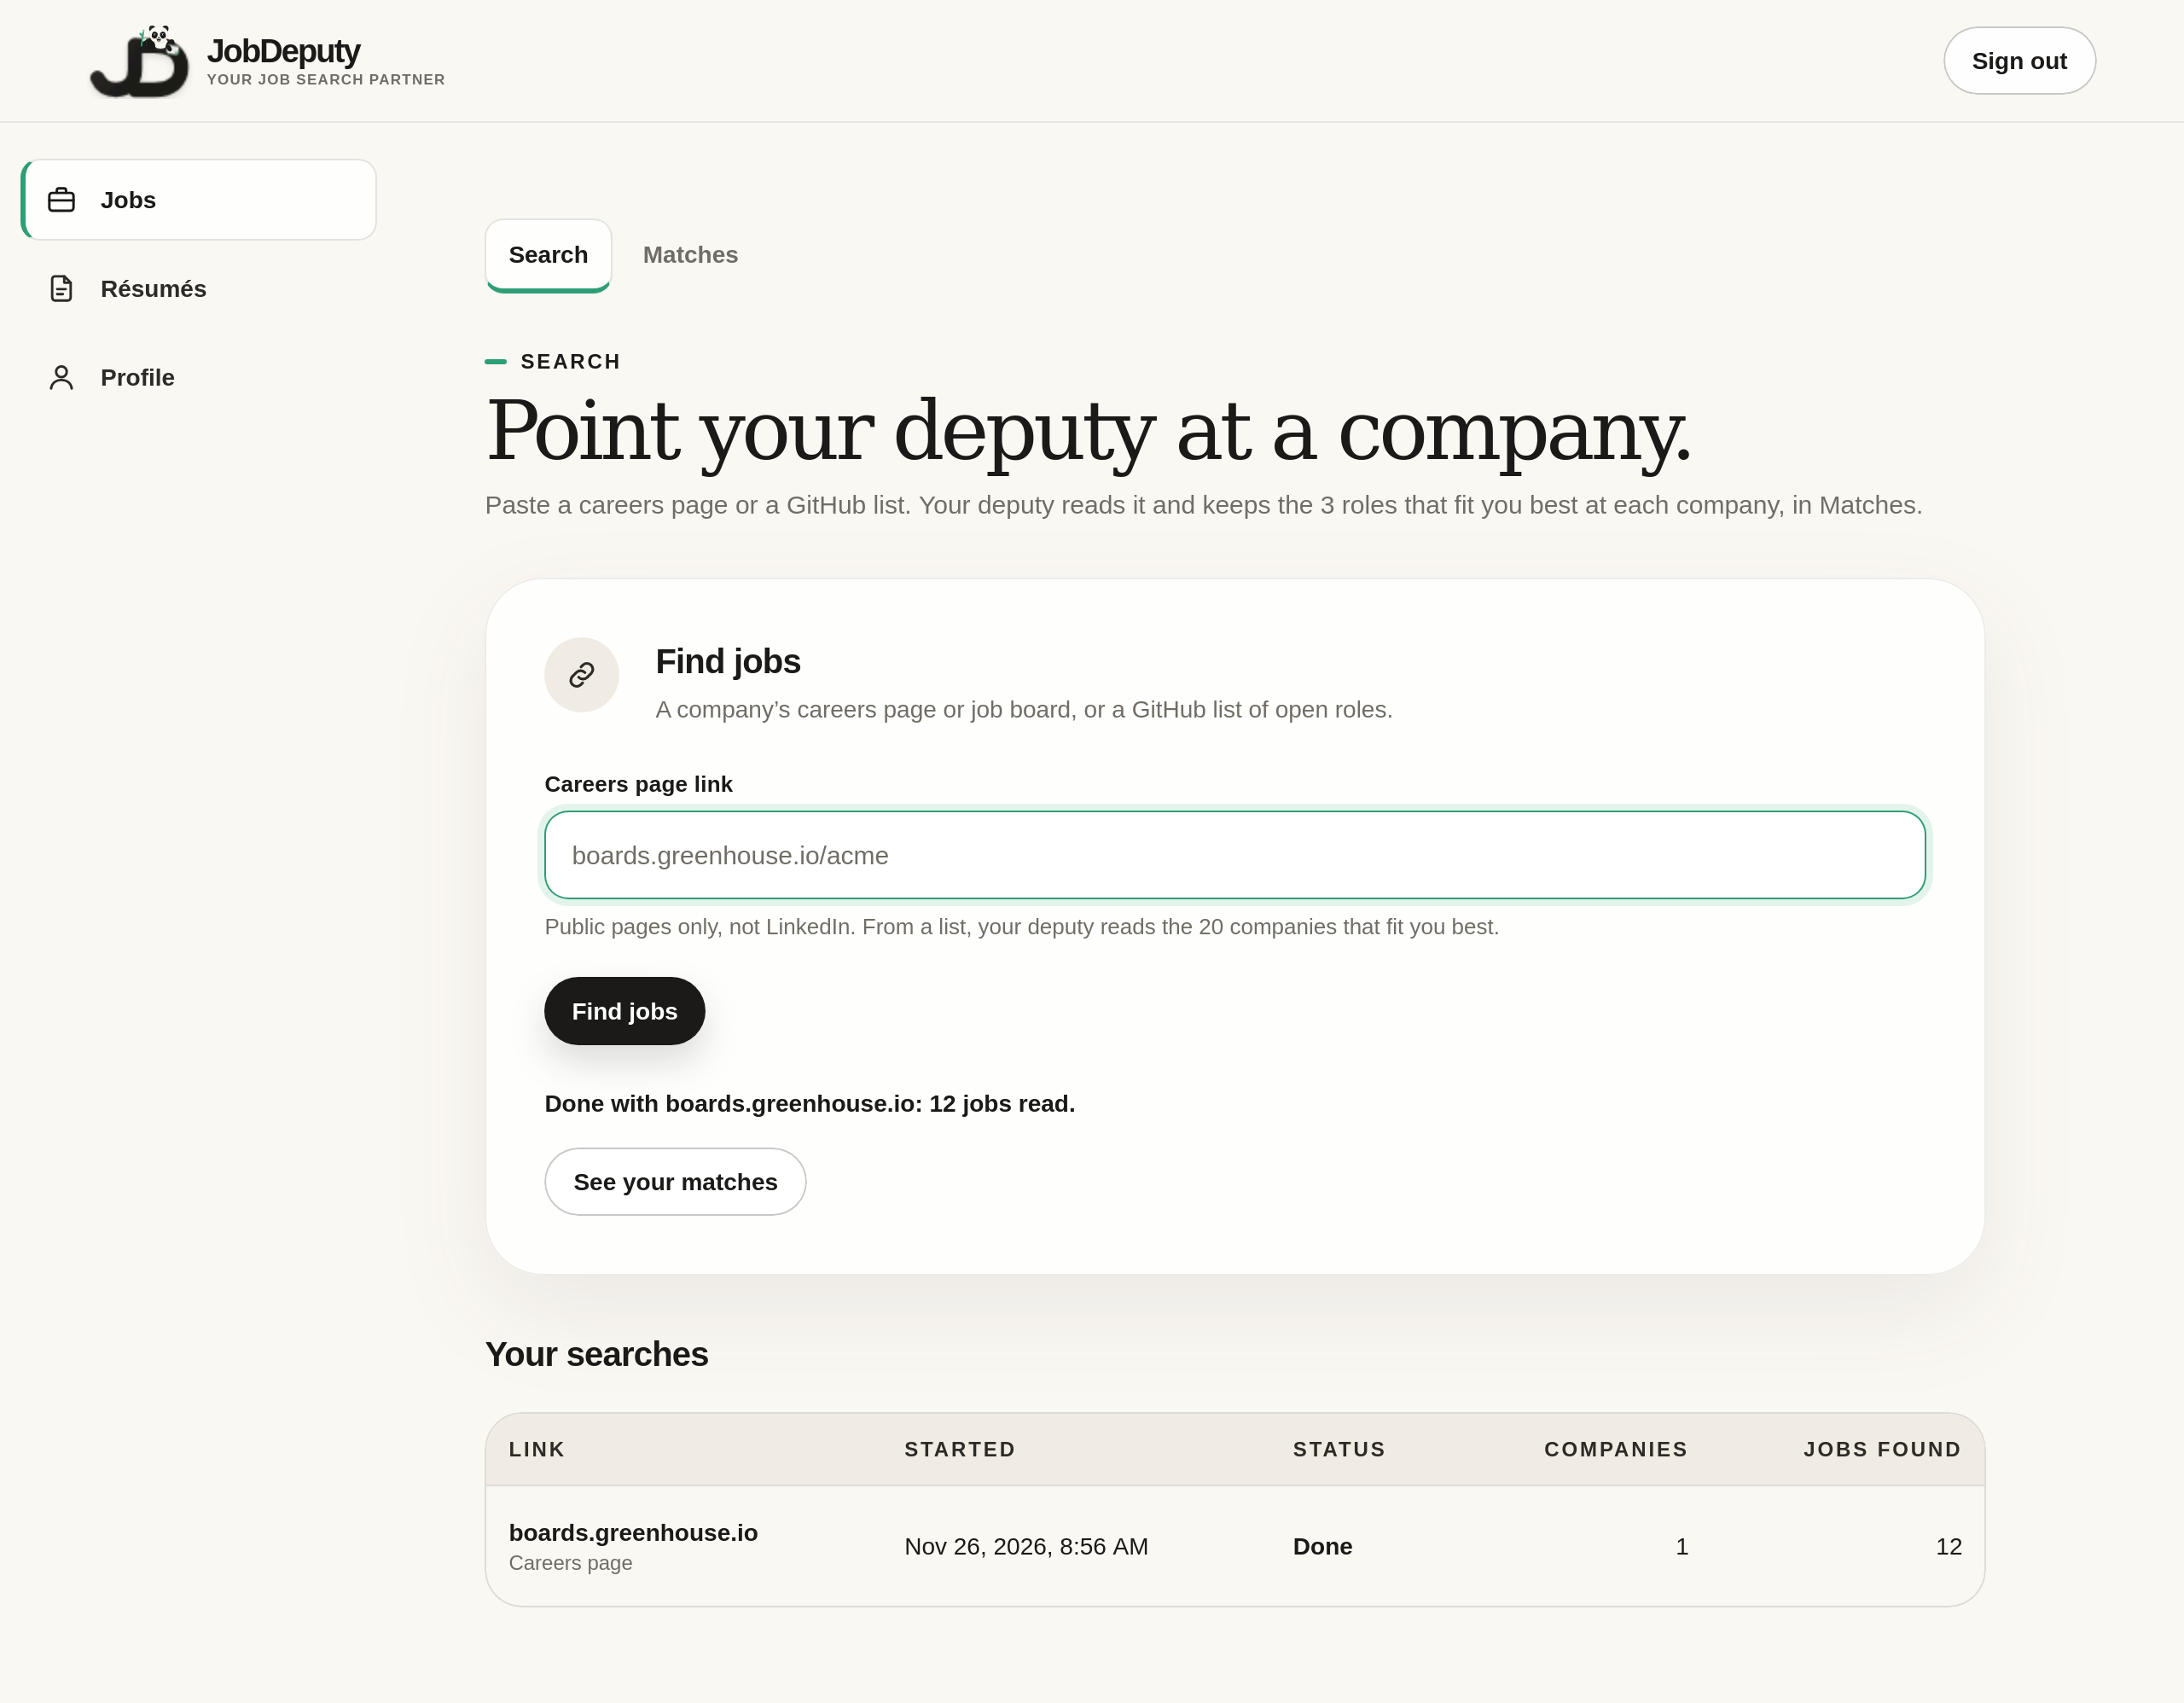 JobDeputy
YOUR JOB SEARCH PARTNER
Sign out
Jobs
Résumés
Profile
Search
Matches
SEARCH
Point your deputy at a company.
Paste a careers page or a GitHub list. Your deputy reads it and keeps the 3 roles that fit you best at each company, in Matches.
Find jobs
A company’s careers page or job board, or a GitHub list of open roles.
Careers page link
boards.greenhouse.io/acme
Public pages only, not LinkedIn. From a list, your deputy reads the 20 companies that fit you best.
Find jobs
Done with boards.greenhouse.io: 12 jobs read.
See your matches
Your searches
LINK STARTED STATUS COMPANIES JOBS FOUND
boards.greenhouse.io Nov 26, 2026, 8:56 AM Done 1 12
Careers page